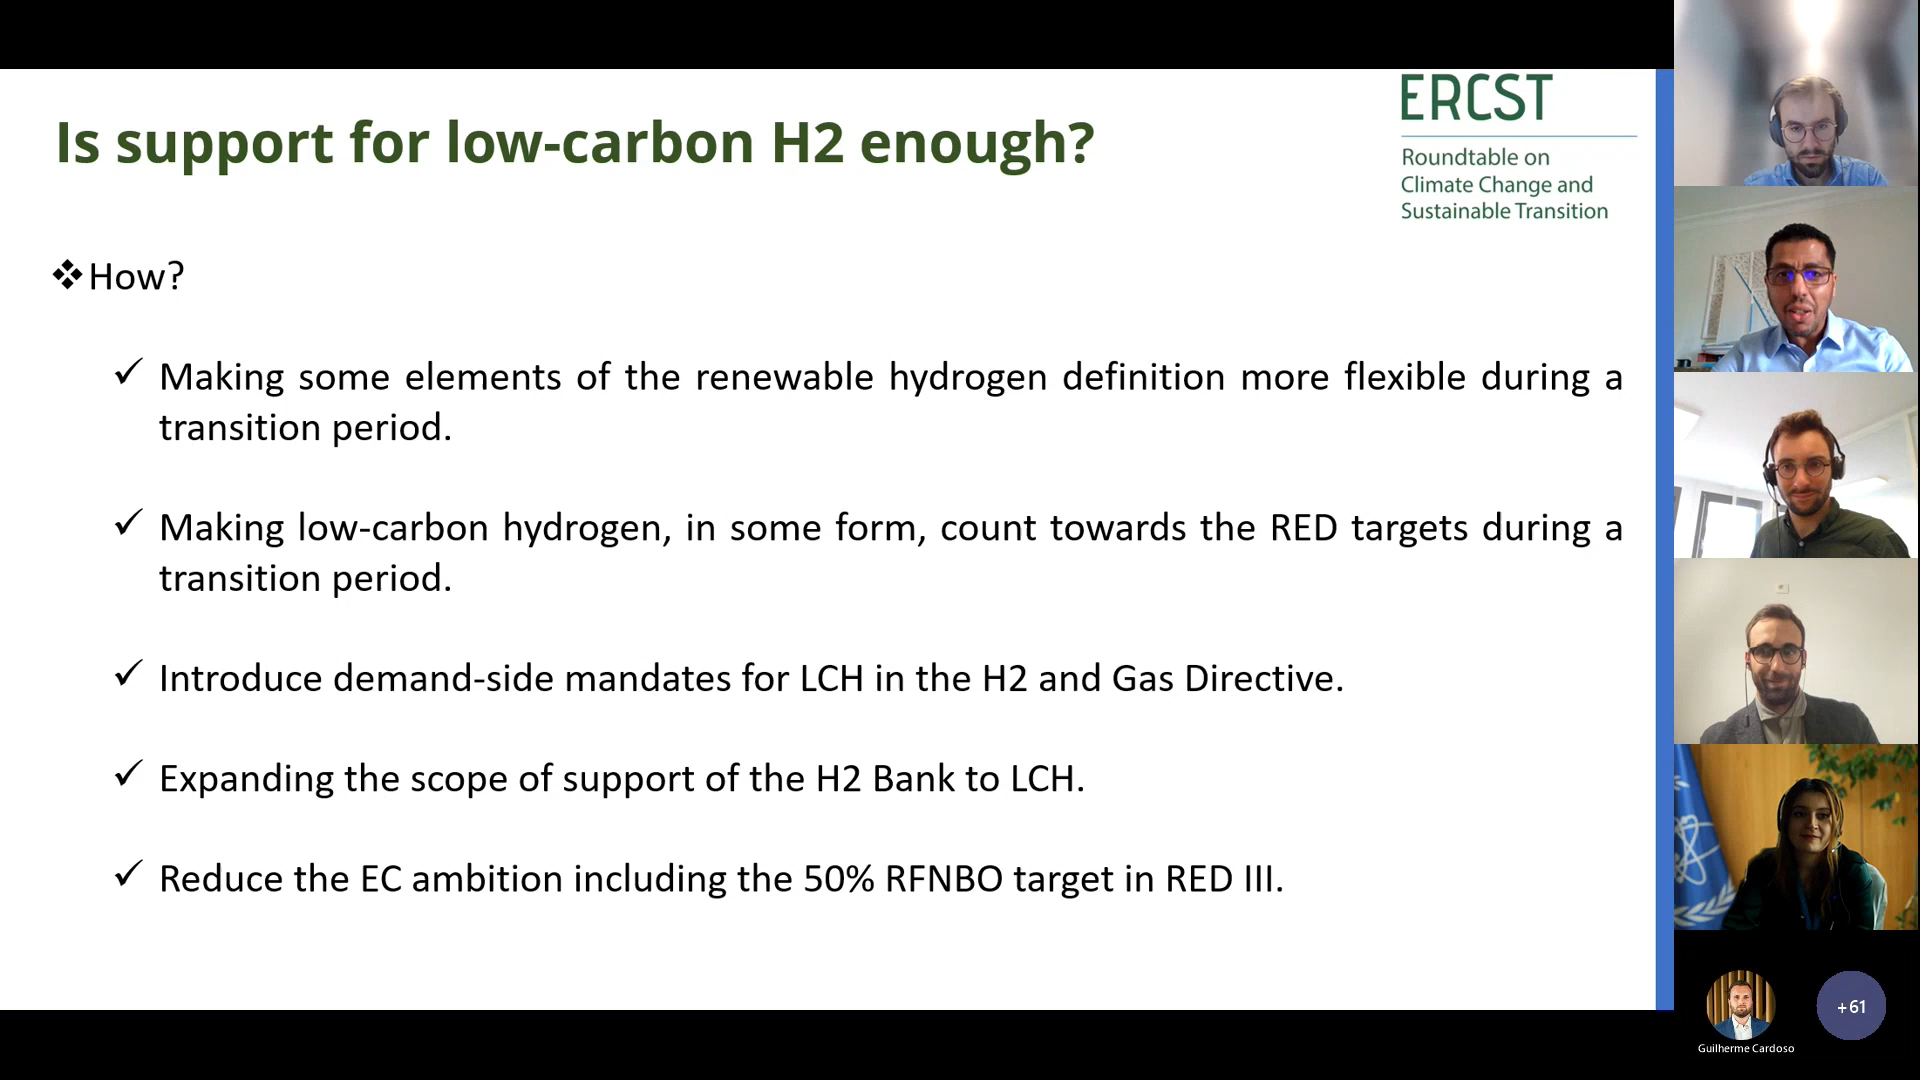 ERCST
Roundtable on
Climate Change and
Sustainable Transition
Is support for low-carbon H2 enough?
❖How?
✓ Making some elements of the renewable hydrogen definition more flexible during a
transition period.
✓ Making low-carbon hydrogen, in some form, count towards the RED targets during a
transition period.
✓ Introduce demand-side mandates for LCH in the H2 and Gas Directive.
✓ Expanding the scope of support of the H2 Bank to LCH.
✓ Reduce the EC ambition including the 50% RFNBO target in RED III.
+61
Guilherme Cardoso